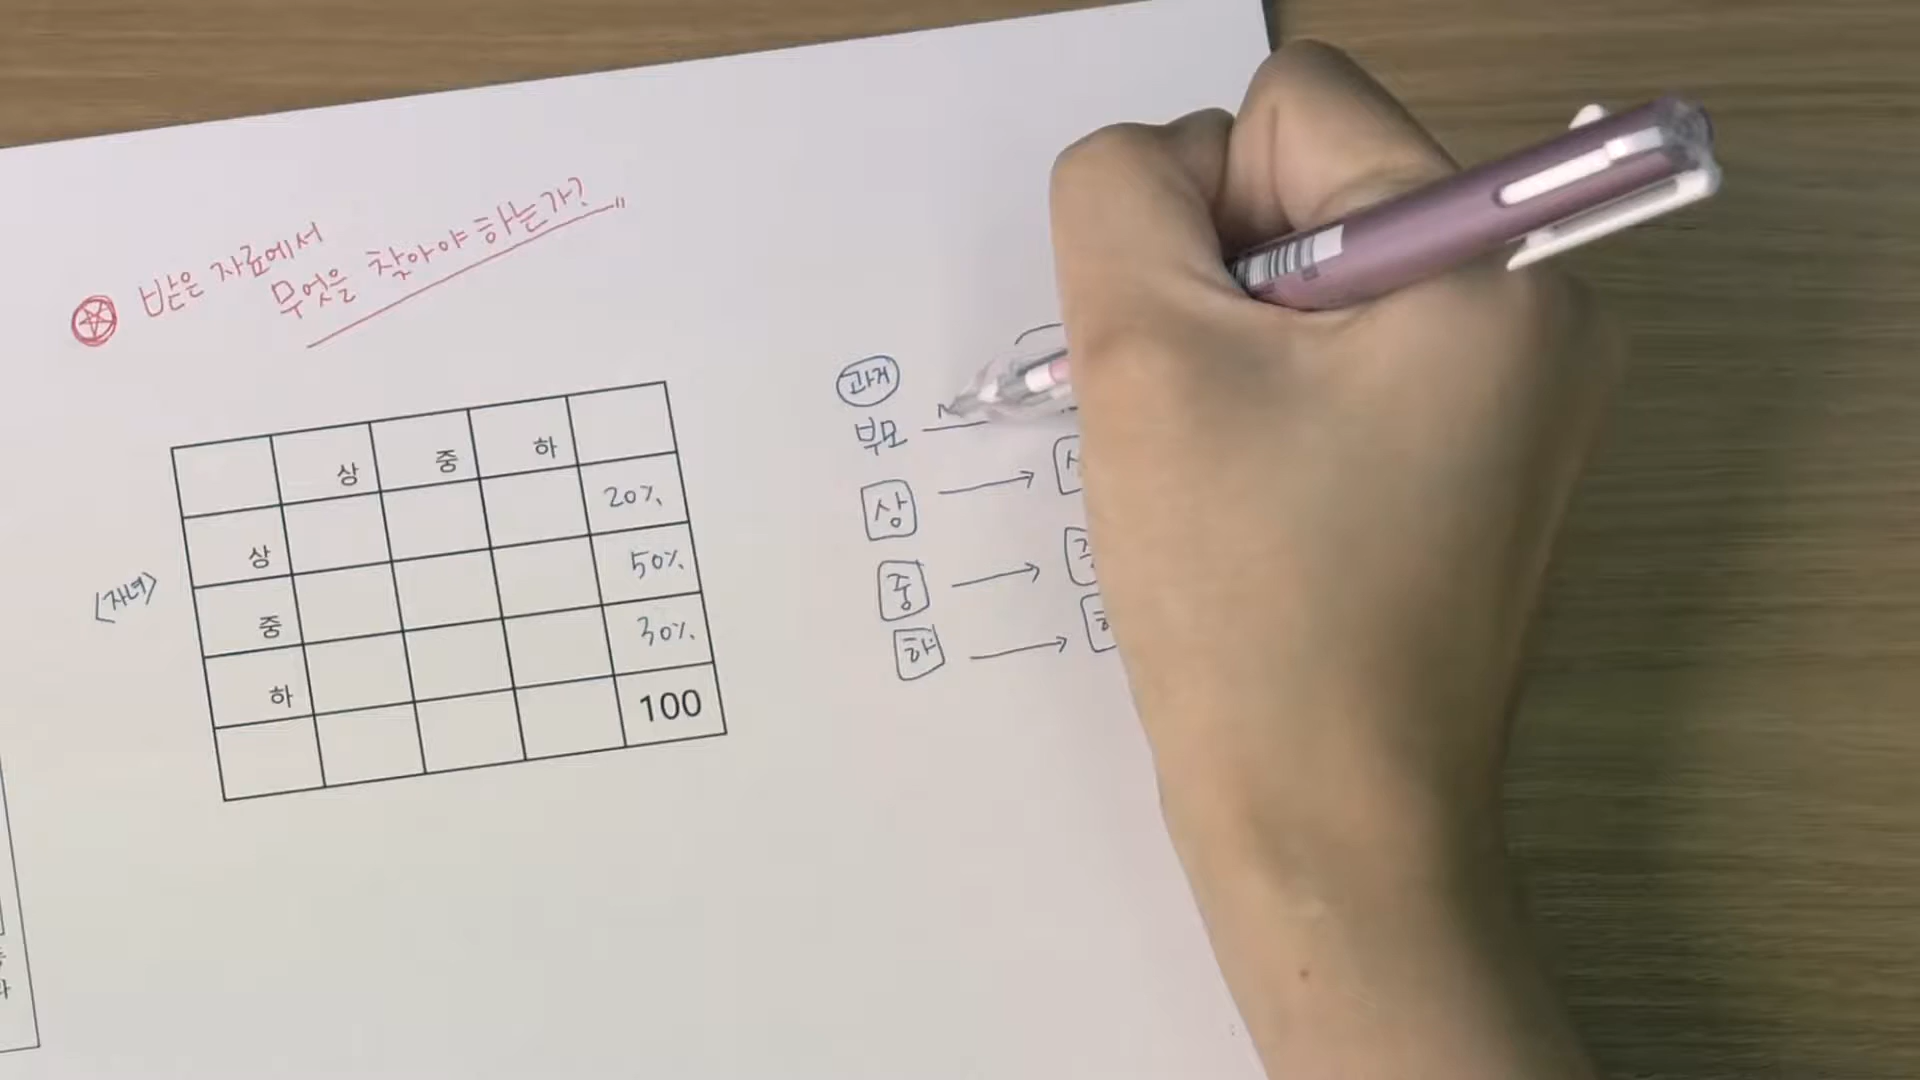 받은 자료에서
무엇을 찾아야 하는가?
상 중 하
20%
상
50%
<자녀>
중
30%
하
100
과거
부모
상
중
하